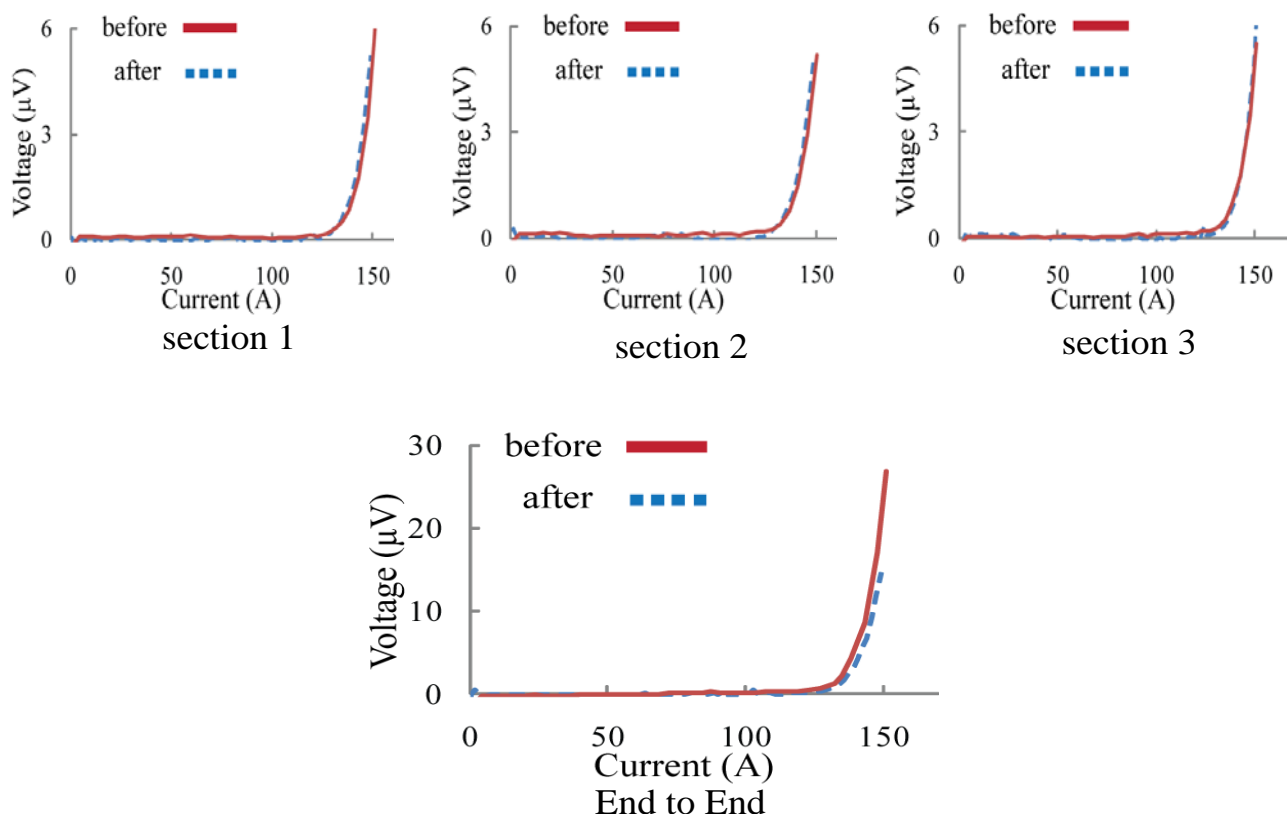 6
before
after
3
0
Voltage (μV)
0
50
100
150
Current (A)
section 1
6
before
after
3
0
Voltage (μV)
0
50
100
150
Current (A)
section 2
6
before
after
3
0
Voltage (μV)
0
50
100
150
Current (A)
section 3
30
before
after
20
10
0
Voltage (μV)
0
50
100
150
Current (A)
End to End